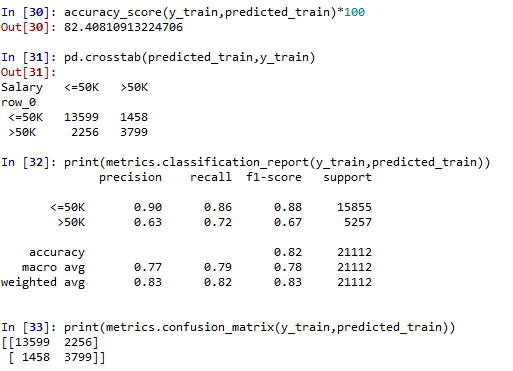 In [30]: accuracy_score(y_train,predicted_train)*100
Out[30]: 82.40810913224706
In [31]: pd.crosstab(predicted_train,y_train)
Out[31]:
Salary   <=50K   >50K
row_0
<=50K   13599   1458
>50K     2256   3799
In [32]: print(metrics.classification_report(y_train,predicted_train))
              precision    recall  f1-score   support
       <=50K       0.90      0.86      0.88     15855
        >50K       0.63      0.72      0.67      5257
    accuracy                           0.82     21112
   macro avg       0.77      0.79      0.78     21112
weighted avg       0.83      0.82      0.83     21112
In [33]: print(metrics.confusion_matrix(y_train,predicted_train))
[[13599  2256]
 [ 1458  3799]]